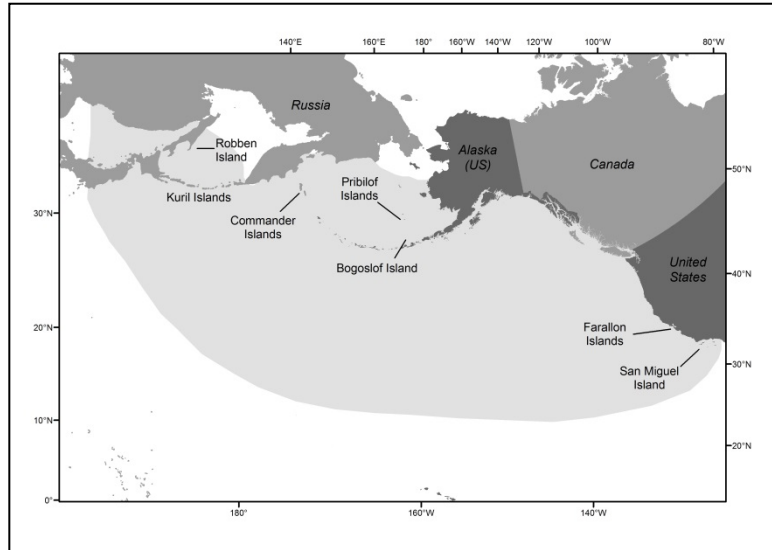 140°E 160°E 180° 160°W 140°W 120°W 100°W 80°W
Russia
Alaska
(US)
Canada
Robben
Island
Kuril Islands
Pribilof
Islands
Commander
Islands
Bogoslof Island
United
States
Farallon
Islands
San Miguel
Island
30°N
20°N
10°N
0°
50°N
40°N
30°N
20°N
180° 160°W 140°W